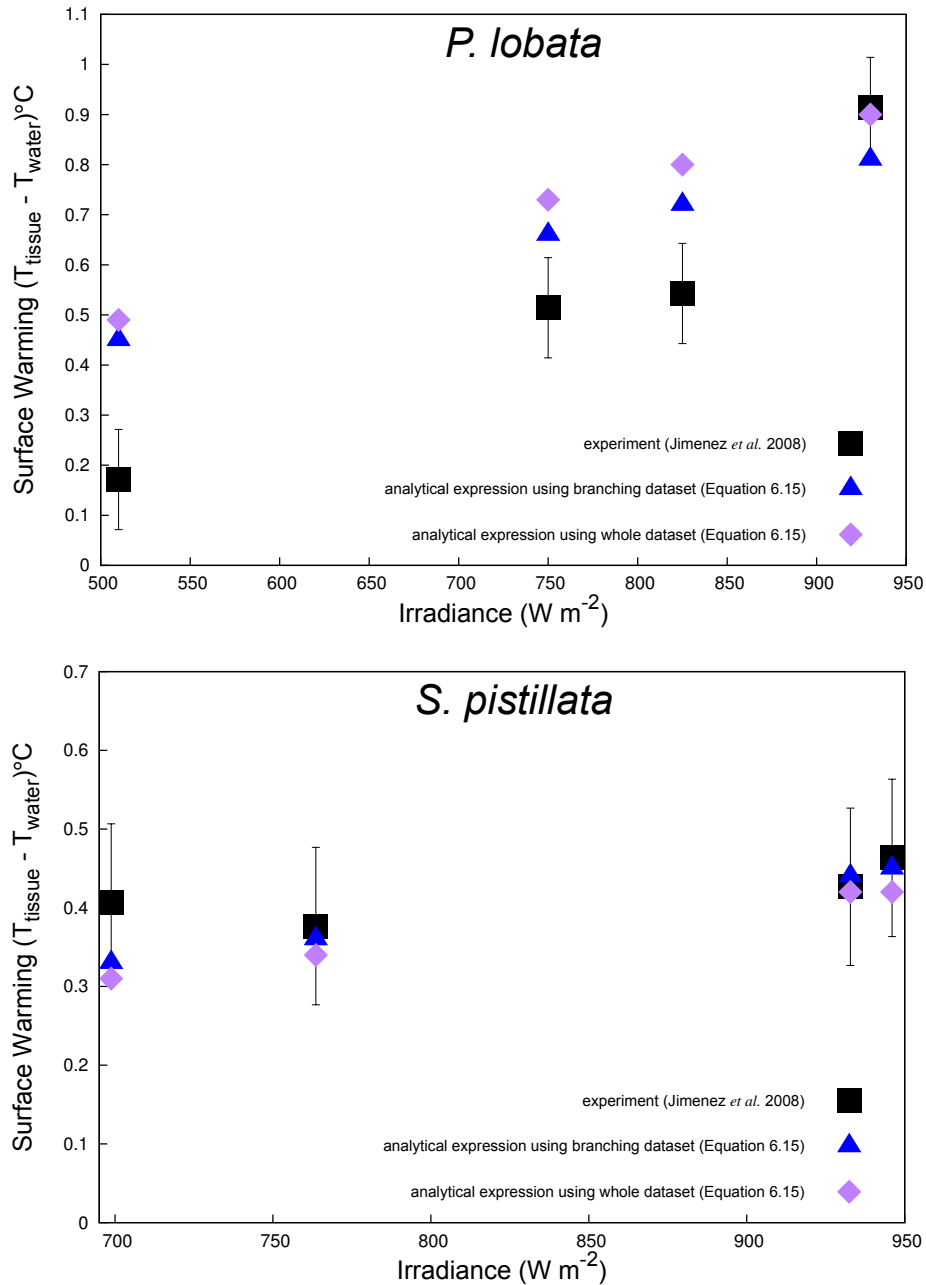 P. lobata
Surface Warming (T_tissue - T_water)°C
1.1
1
0.9
0.8
0.7
0.6
0.5
0.4
0.3
0.2
0.1
0
experiment (Jimenez et al. 2008)
analytical expression using branching dataset (Equation 6.15)
analytical expression using whole dataset (Equation 6.15)
500 550 600 650 700 750 800 850 900 950
Irradiance (W m⁻²)
S. pistillata
Surface Warming (T_tissue - T_water)°C
0.7
0.6
0.5
0.4
0.3
0.2
0.1
0
experiment (Jimenez et al. 2008)
analytical expression using branching dataset (Equation 6.15)
analytical expression using whole dataset (Equation 6.15)
700 750 800 850 900 950
Irradiance (W m⁻²)